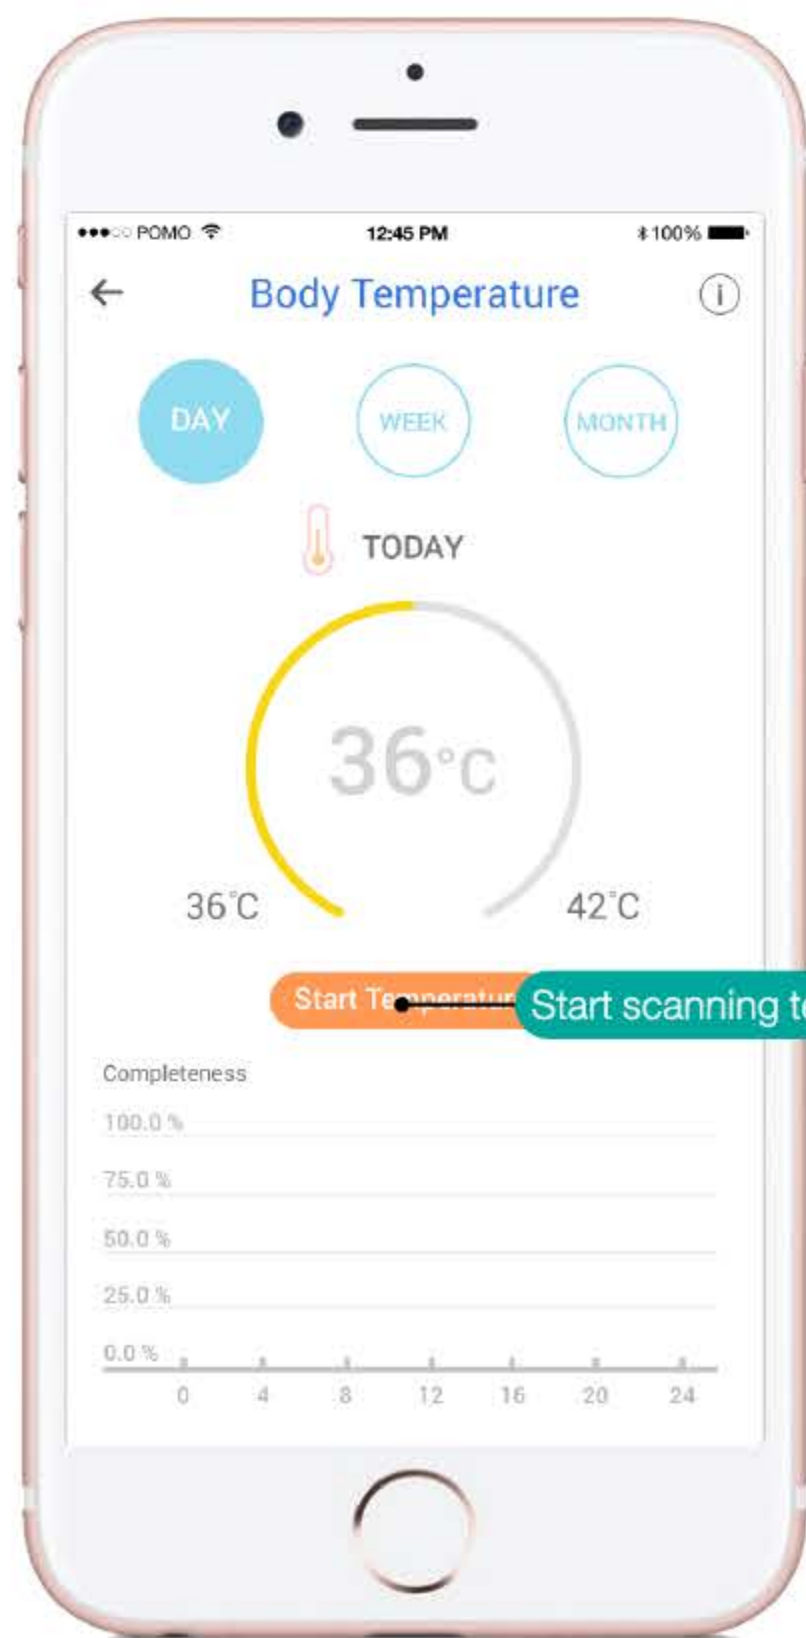 POMO 12:45 PM 100%
Body Temperature i
DAY WEEK MONTH
TODAY
36°C
36°C 42°C
Start Start scanning
Completeness
100.0 %
75.0 %
50.0 %
25.0 %
0.0 %
0 4 8 12 16 20 24